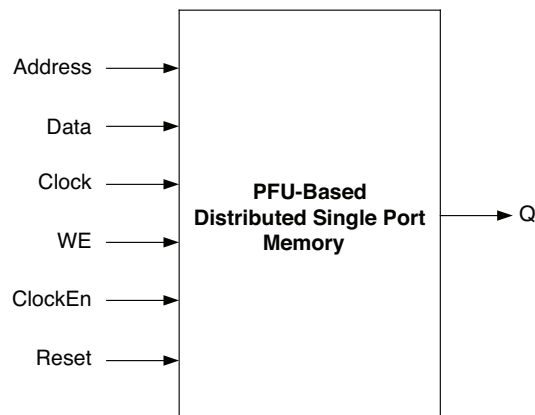 Address
Data
Clock
WE
ClockEn
Reset
PFU-Based
Distributed Single Port
Memory
Q